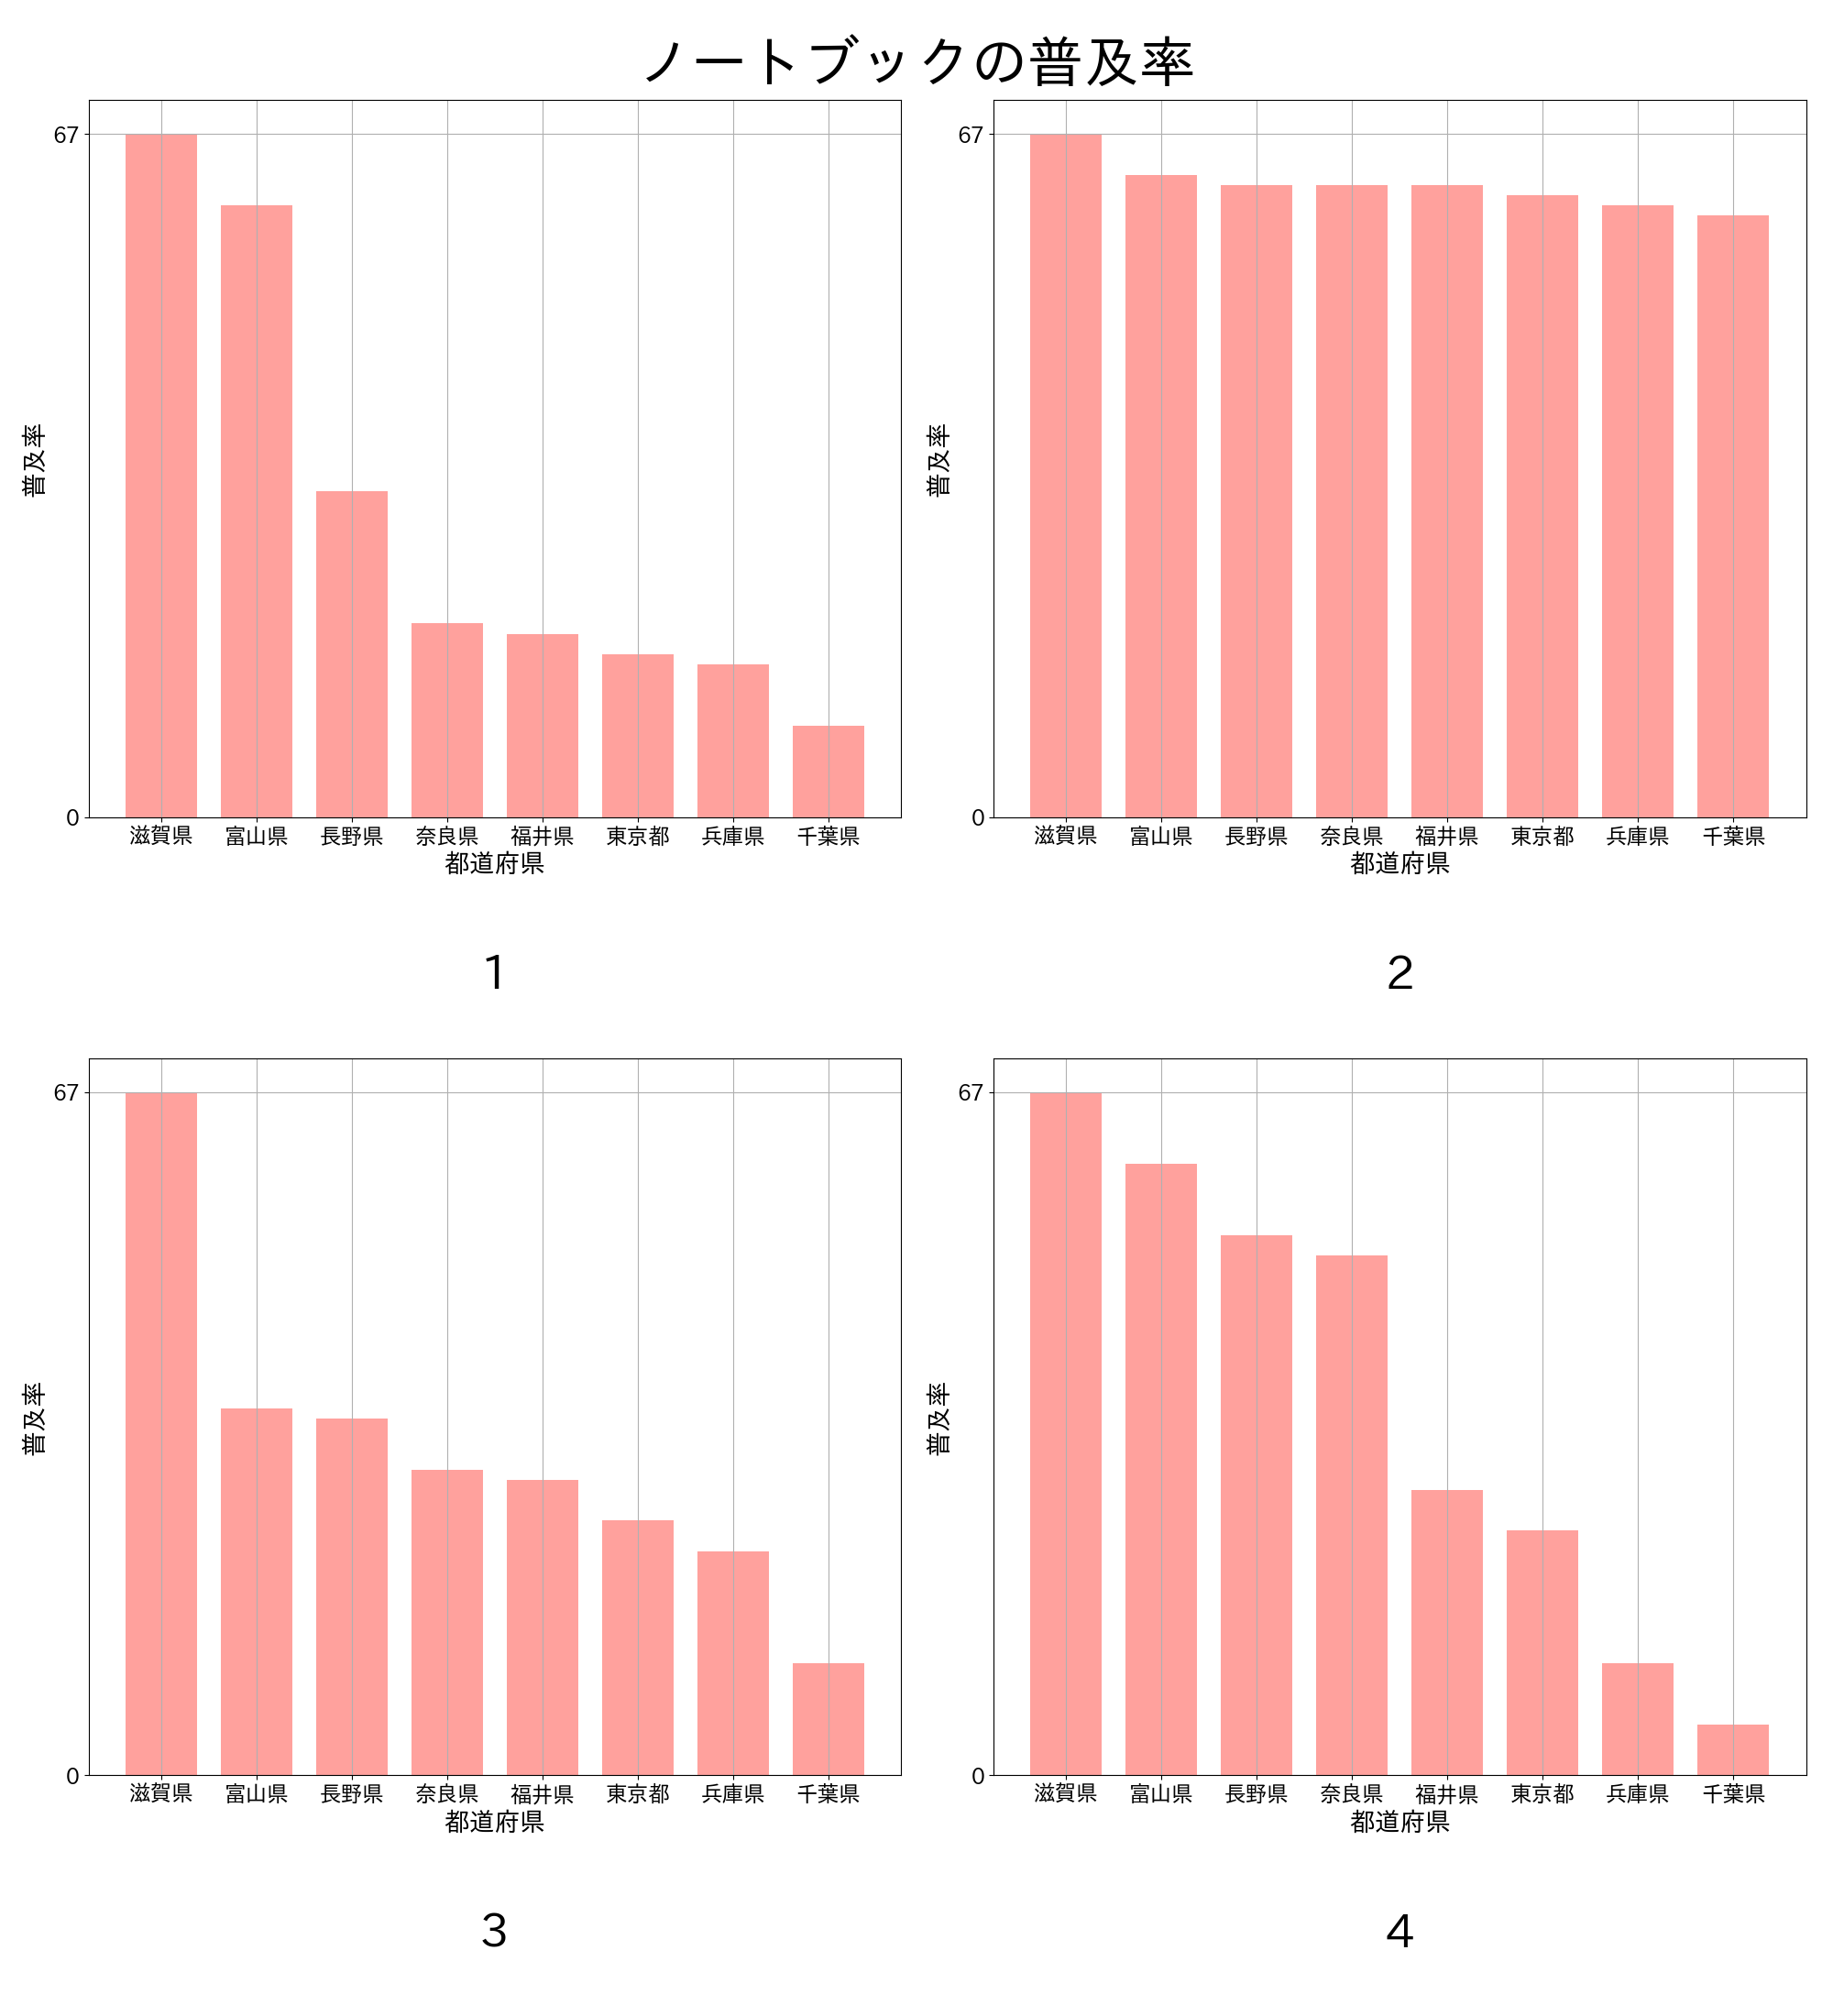 ノートブックの普及率
67
普及率
0
滋賀県 富山県 長野県 奈良県 福井県 東京都 兵庫県 千葉県
都道府県
1
67
普及率
0
滋賀県 富山県 長野県 奈良県 福井県 東京都 兵庫県 千葉県
都道府県
2
67
普及率
0
滋賀県 富山県 長野県 奈良県 福井県 東京都 兵庫県 千葉県
都道府県
3
67
普及率
0
滋賀県 富山県 長野県 奈良県 福井県 東京都 兵庫県 千葉県
都道府県
4